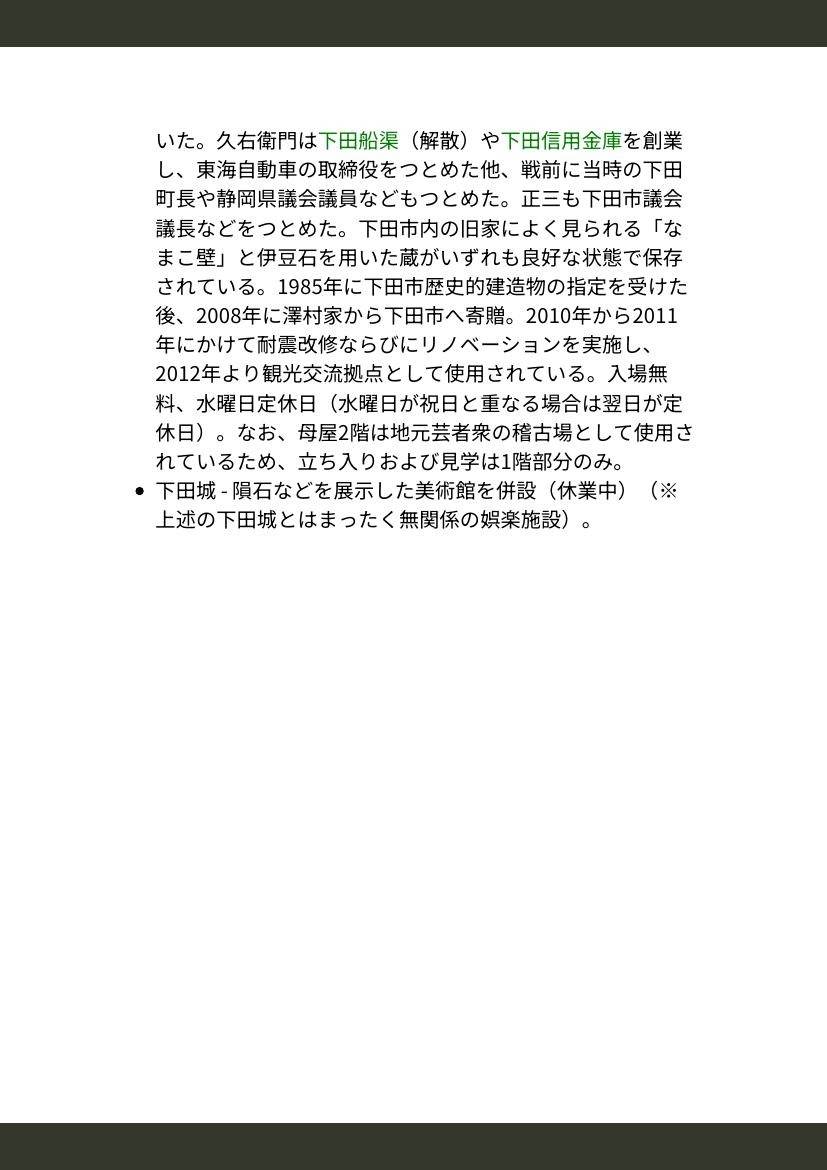 いた。久右衛門は下田船渠（解散）や下田信用金庫を創業
し、東海自動車の取締役をつとめた他、戦前に当時の下田
町長や静岡県議会議員などもつとめた。正三も下田市議会
議長などをつとめた。下田市内の旧家によく見られる「な
まこ壁」と伊豆石を用いた蔵がいずれも良好な状態で保存
されている。1985年に下田市歴史的建造物の指定を受けた
後、2008年に澤村家から下田市へ寄贈。2010年から2011
年にかけて耐震改修ならびにリノベーションを実施し、
2012年より観光交流拠点として使用されている。入場無
料、水曜日定休日（水曜日が祝日と重なる場合は翌日が定
休日）。なお、母屋2階は地元芸者衆の稽古場として使用さ
れているため、立ち入りおよび見学は1階部分のみ。
● 下田城 - 隕石などを展示した美術館を併設（休業中）（※
上述の下田城とはまったく無関係の娯楽施設）。